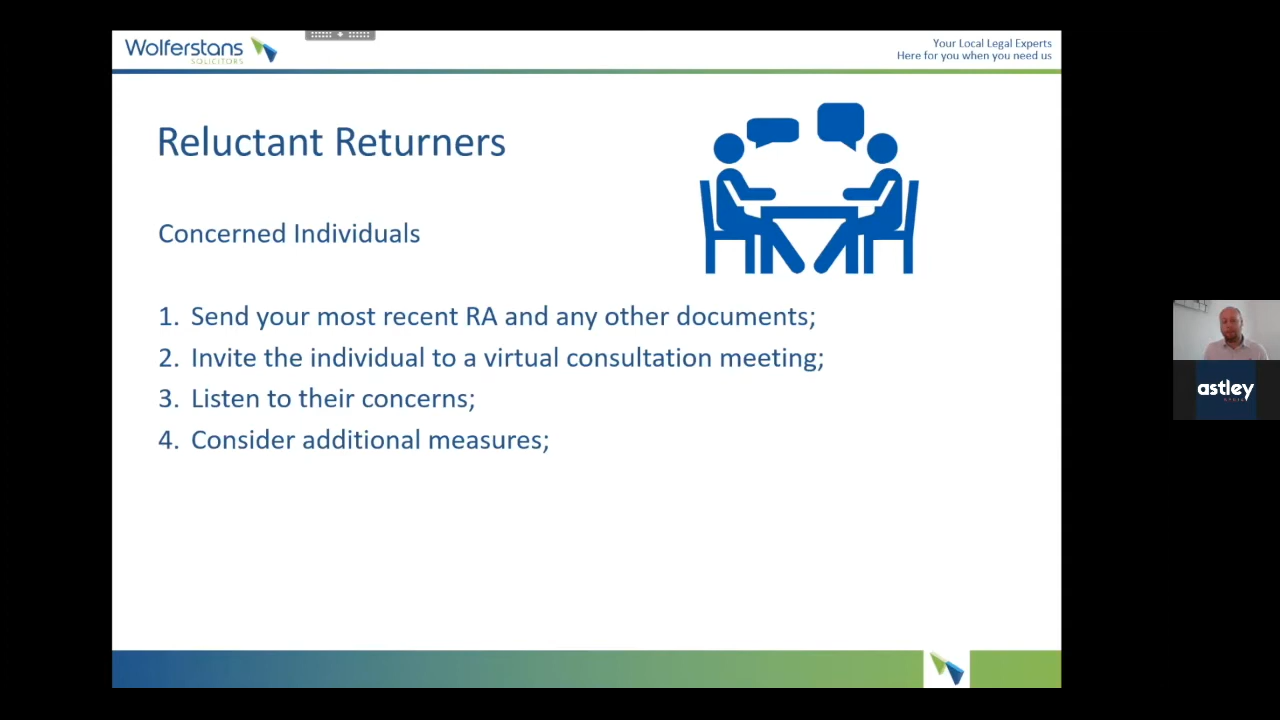 Wolferstans
SOLICITORS
Your Local Legal Experts
Here for you when you need us
Reluctant Returners
Concerned Individuals
1. Send your most recent RA and any other documents;
2. Invite the individual to a virtual consultation meeting;
3. Listen to their concerns;
4. Consider additional measures;
astley